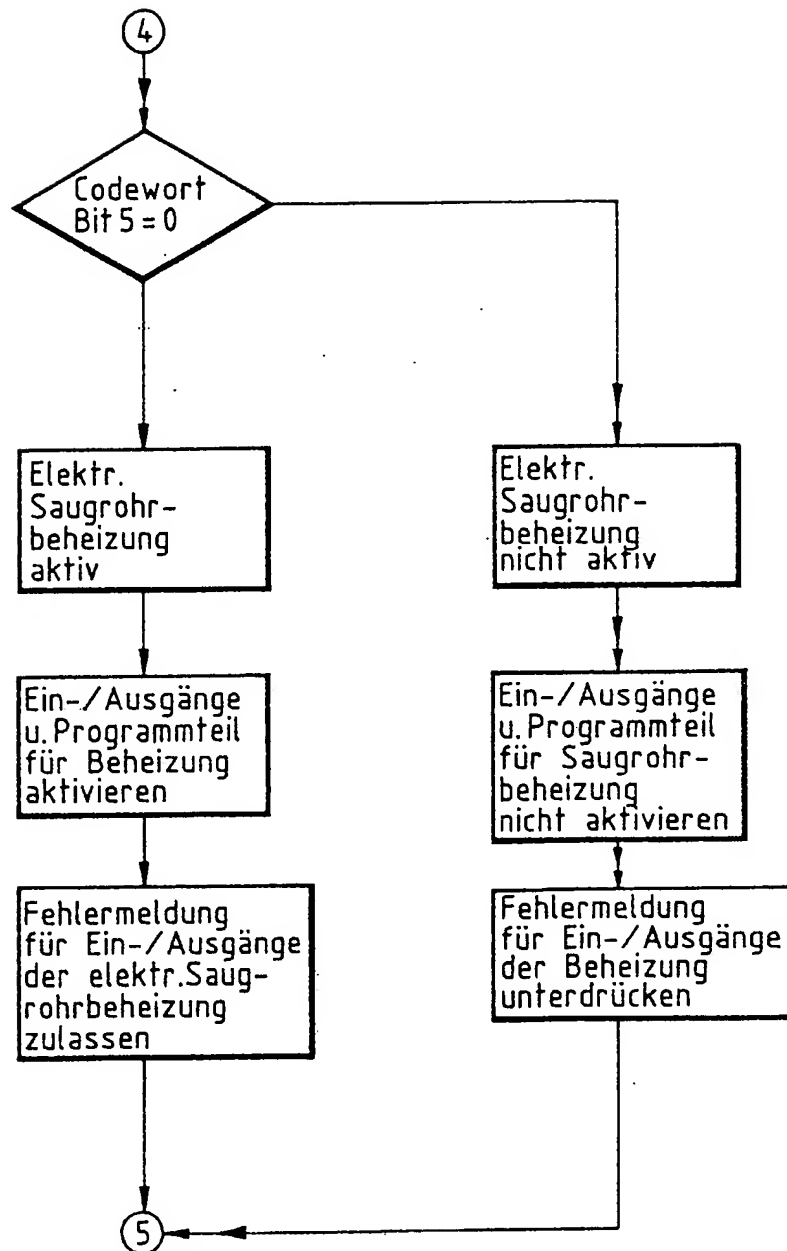 4
Codewort
Bit 5 = 0
Elektr.
Saugrohr-
beheizung
aktiv
Ein-/Ausgänge
u. Programmteil
für Beheizung
aktivieren
Fehlermeldung
für Ein-/Ausgänge
der elektr. Saug-
rohrbeheizung
zulassen
Elektr.
Saugrohr-
beheizung
nicht aktiv
Ein-/Ausgänge
u. Programmteil
für Saugrohr-
beheizung
nicht aktivieren
Fehlermeldung
für Ein-/Ausgänge
der Beheizung
unterdrücken
5